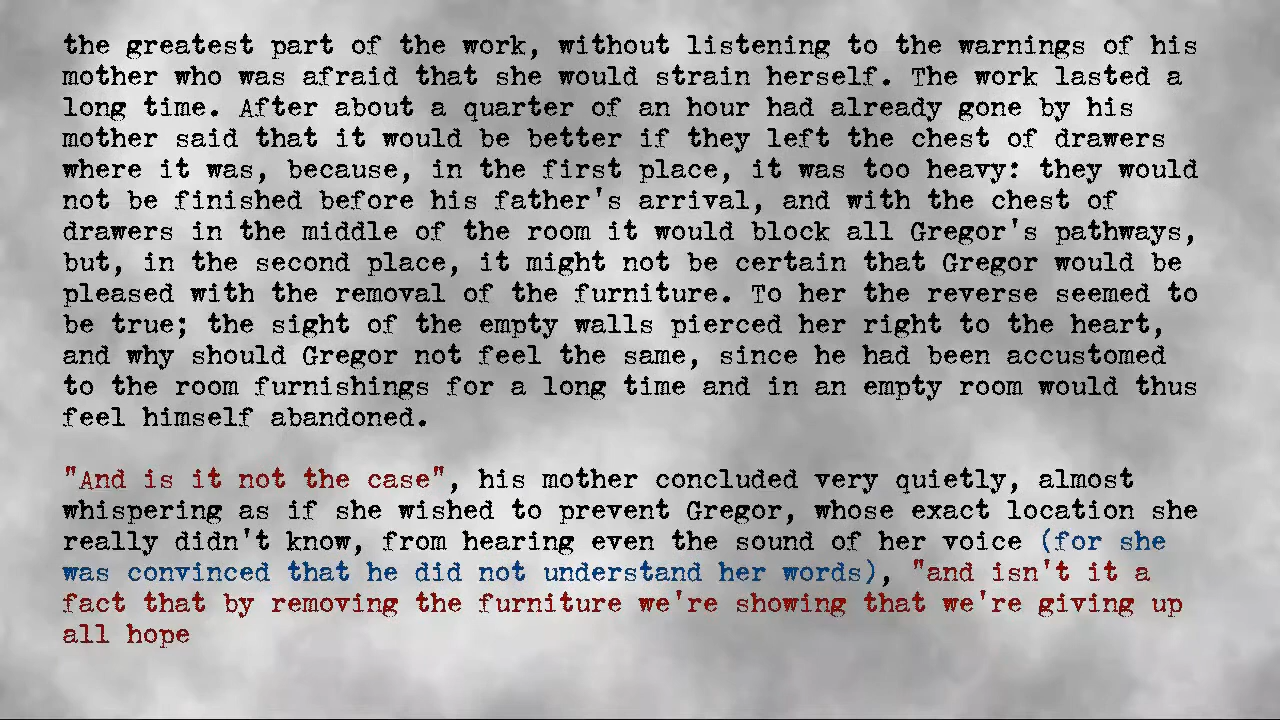 the greatest part of the work, without listening to the warnings of his
mother who was afraid that she would strain herself. The work lasted a
long time. After about a quarter of an hour had already gone by his
mother said that it would be better if they left the chest of drawers
where it was, because, in the first place, it was too heavy: they would
not be finished before his father's arrival, and with the chest of
drawers in the middle of the room it would block all Gregor's pathways,
but, in the second place, it might not be certain that Gregor would be
pleased with the removal of the furniture. To her the reverse seemed to
be true; the sight of the empty walls pierced her right to the heart,
and why should Gregor not feel the same, since he had been accustomed
to the room furnishings for a long time and in an empty room would thus
feel himself abandoned.

"And is it not the case", his mother concluded very quietly, almost
whispering as if she wished to prevent Gregor, whose exact location she
really didn't know, from hearing even the sound of her voice (for she
was convinced that he did not understand her words), "and isn't it a
fact that by removing the furniture we're showing that we're giving up
all hope